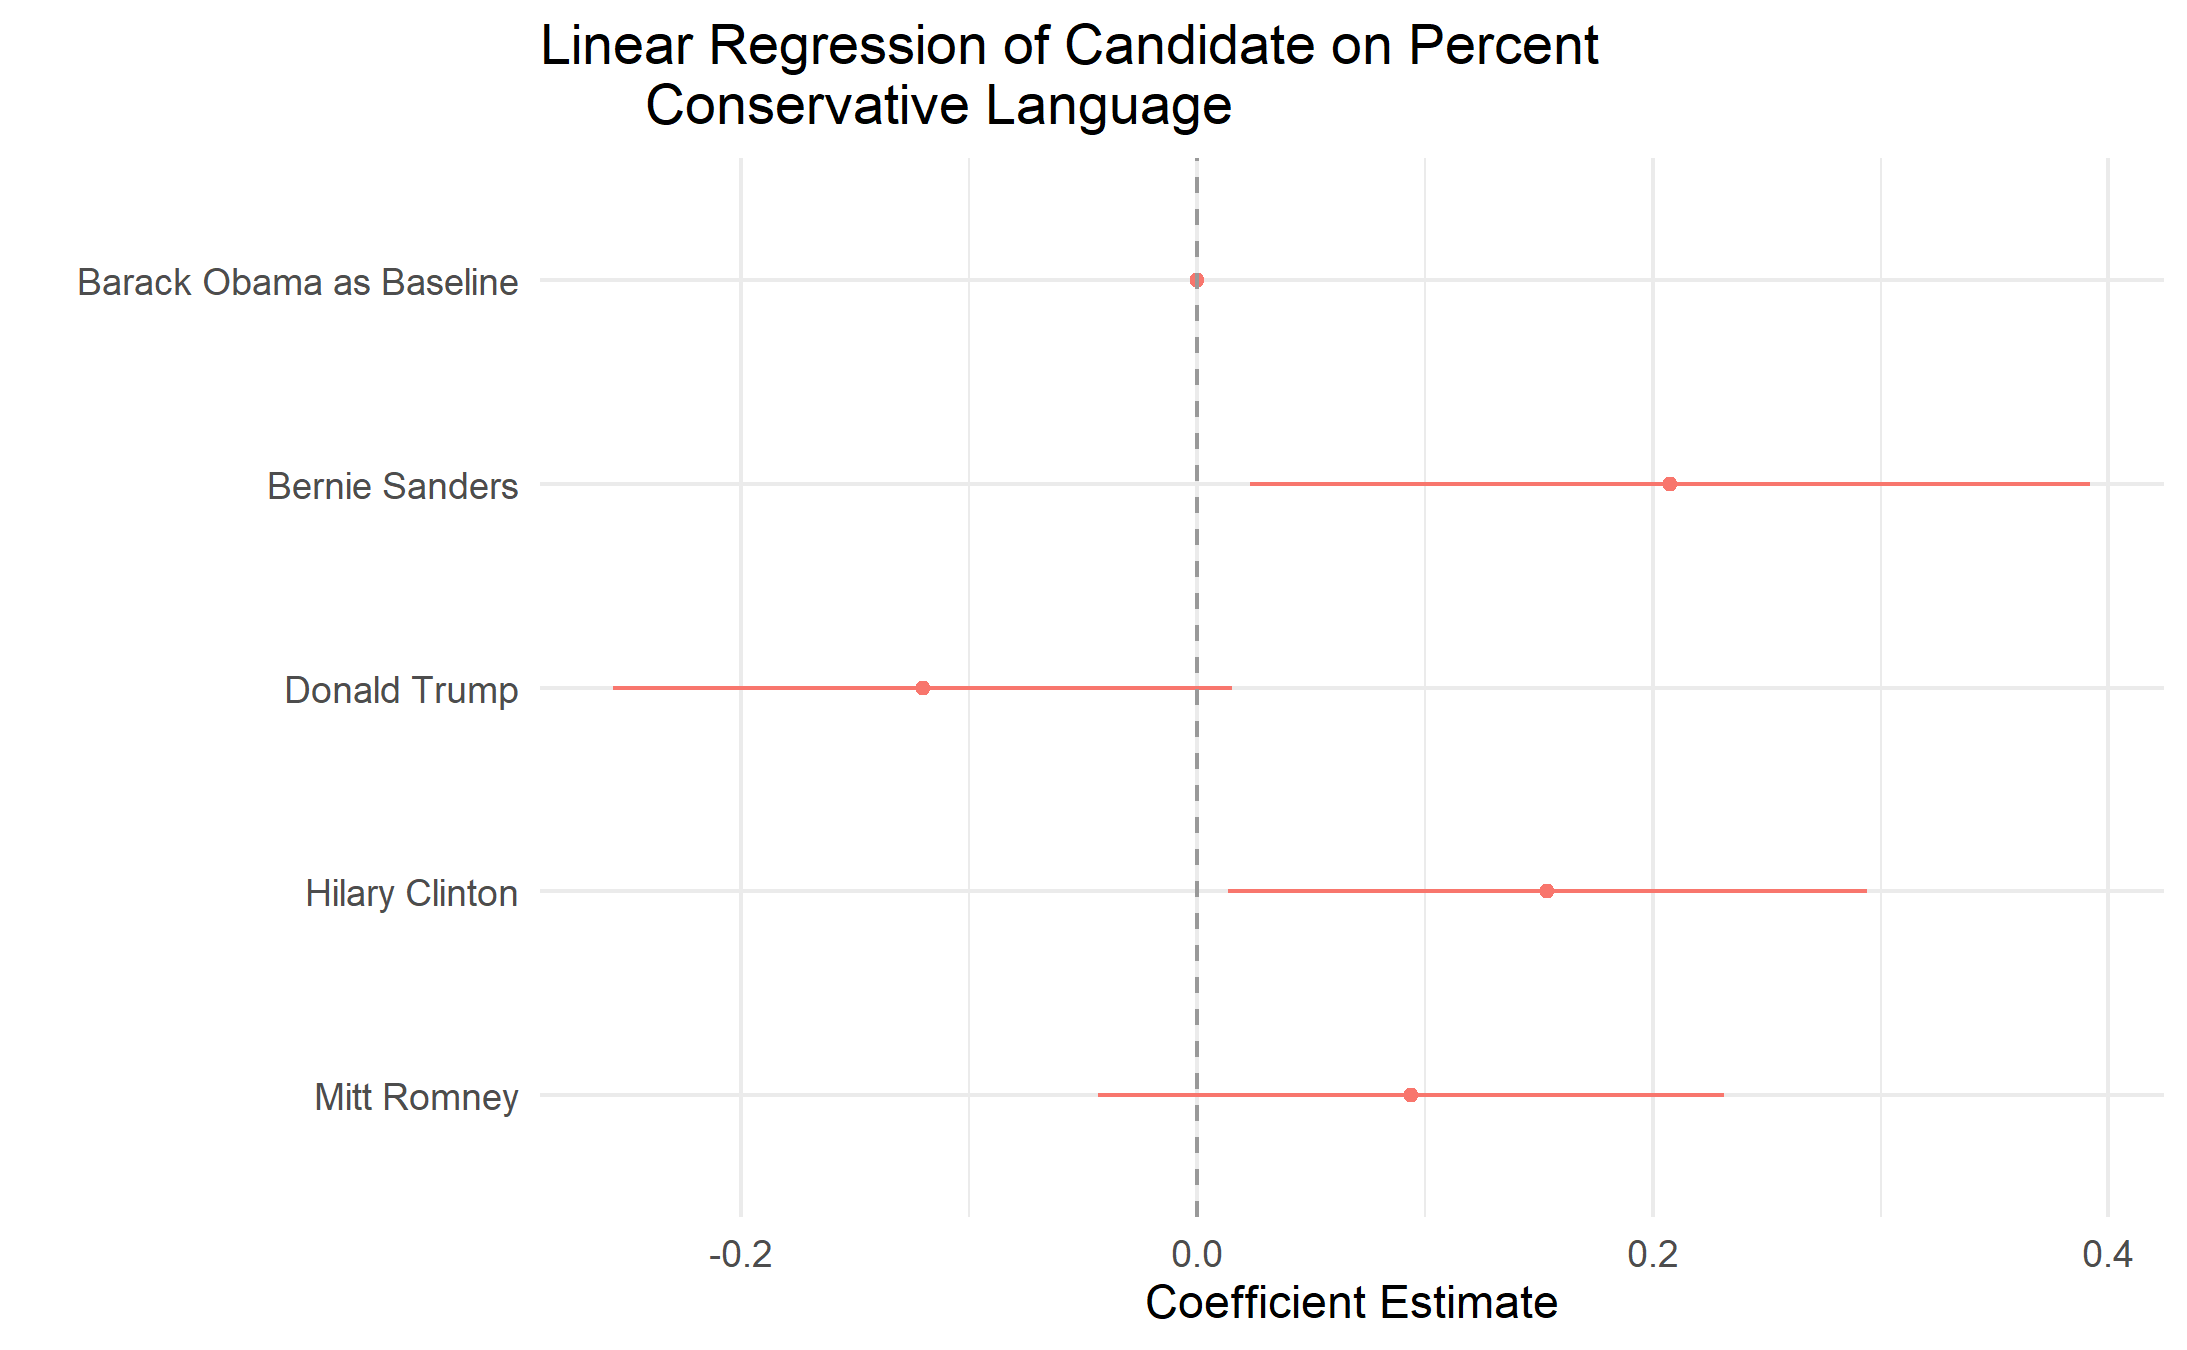 Linear Regression of Candidate on Percent
Conservative Language
Barack Obama as Baseline
Bernie Sanders
Donald Trump
Hilary Clinton
Mitt Romney
-0.2 0.0 0.2 0.4
Coefficient Estimate